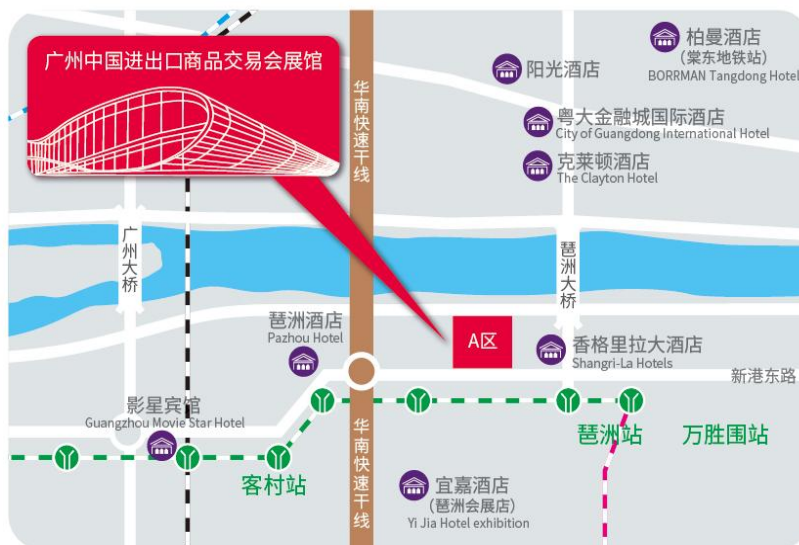 广州中国进出口商品交易会展馆
华南快速干线
阳光酒店
柏曼酒店
(棠东地铁站)
BORRMAN Tangdong Hotel
粤大金融城国际酒店
City of Guangdong International Hotel
克莱顿酒店
The Clayton Hotel
广州大桥
琶洲大桥
琶洲酒店
Pazhou Hotel
A区
香格里拉大酒店
Shangri-La Hotels
新港东路
影星宾馆
Guangzhou Movie Star Hotel
客村站
华南快速干线
琶洲站
万胜围站
宜嘉酒店
(琶洲会展店)
Yi Jia Hotel exhibition